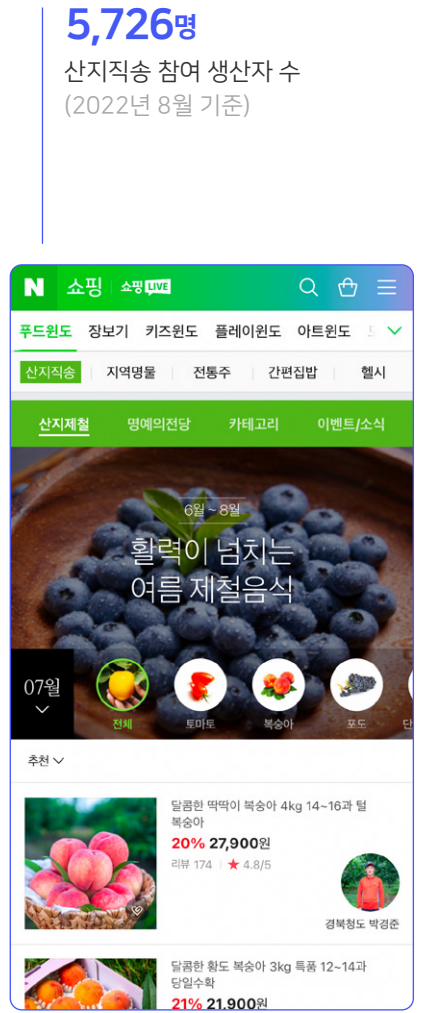 5,726명
산지직송 참여 생산자 수
(2022년 8월 기준)
N 쇼핑 쇼핑LIVE
푸드윈도 장보기 키즈윈도 플레이윈도 아트윈도
산지직송 지역명물 전통주 간편집밥 헬시
산지제철 명예의전당 카테고리 이벤트/소식
6월 ~ 8월
활력이 넘치는
여름 제철음식
07월
전체 토마토 복숭아 포도 단
추천
달콤한 딱딱이 복숭아 4kg 14~16과 털
복숭아
20% 27,900원
리뷰 174 ★ 4.8/5
경북청도 박경준
달콤한 황도 복숭아 3kg 특품 12~14과
당일수확
21% 21,900원